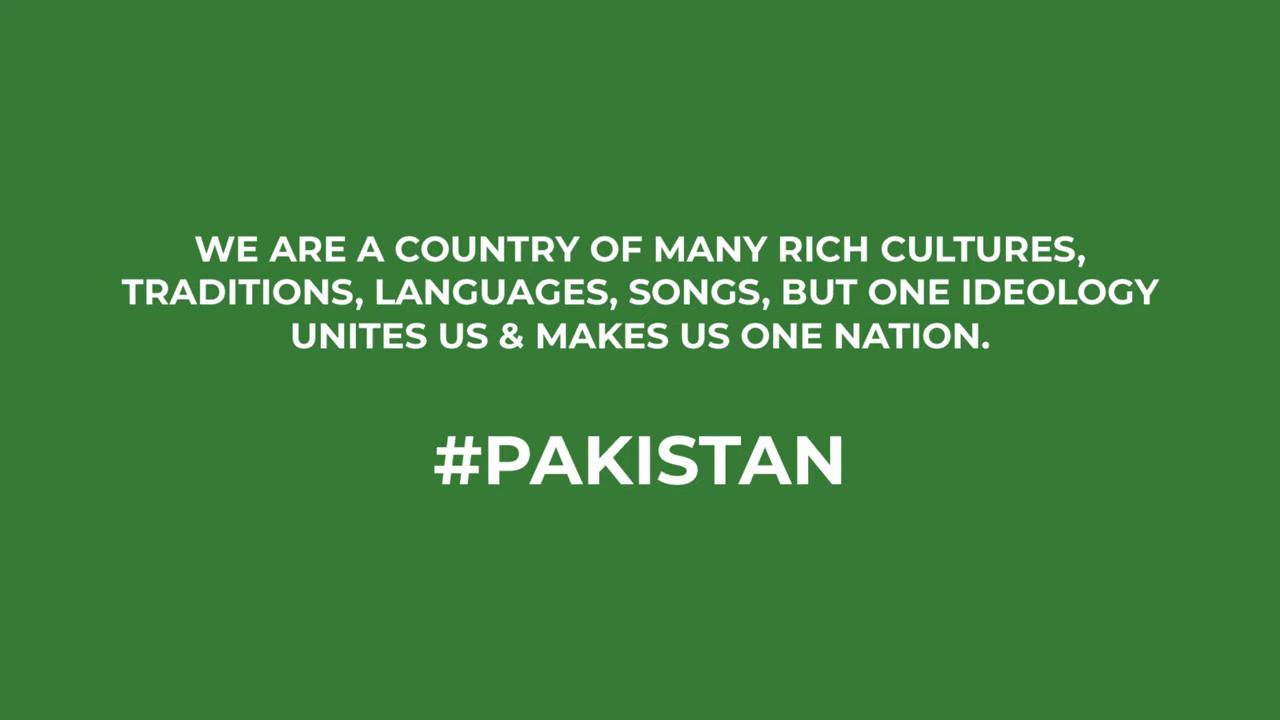 WE ARE A COUNTRY OF MANY RICH CULTURES,
TRADITIONS, LANGUAGES, SONGS, BUT ONE IDEOLOGY
UNITES US & MAKES US ONE NATION.
#PAKISTAN